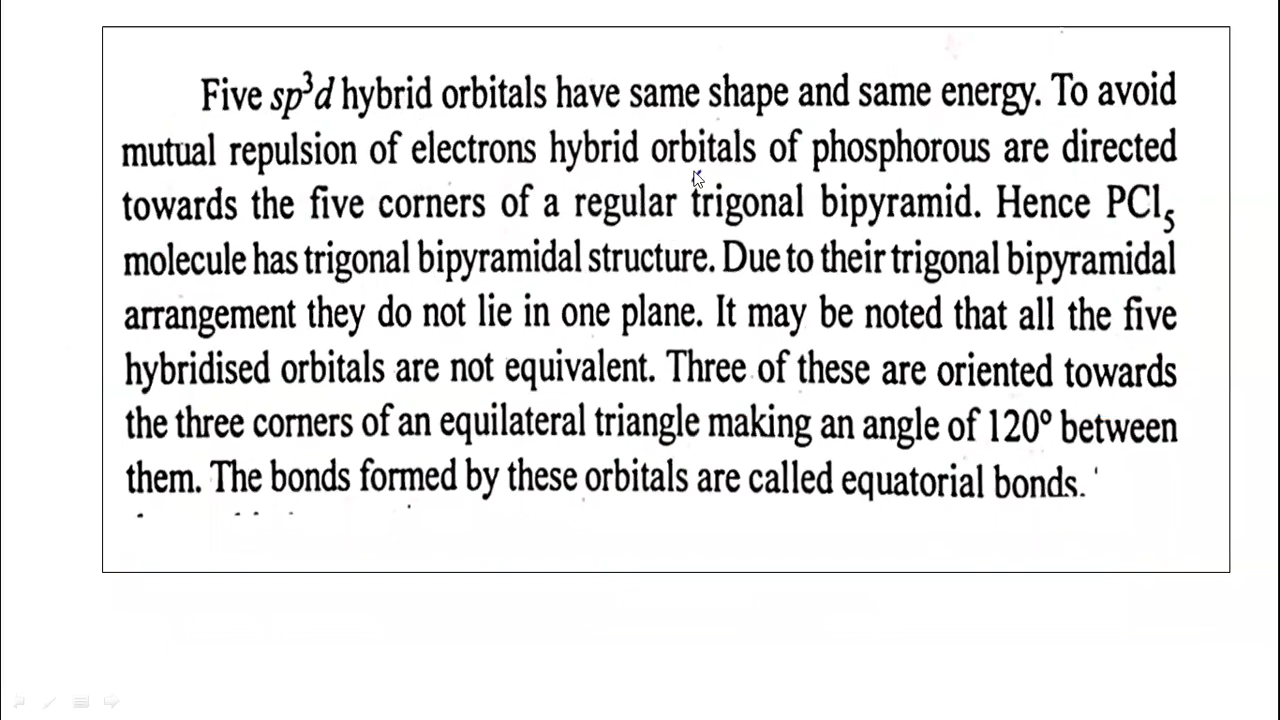 Five sp³d hybrid orbitals have same shape and same energy. To avoid
mutual repulsion of electrons hybrid orbitals of phosphorous are directed
towards the five corners of a regular trigonal bipyramid. Hence PCl₅
molecule has trigonal bipyramidal structure. Due to their trigonal bipyramidal
arrangement they do not lie in one plane. It may be noted that all the five
hybridised orbitals are not equivalent. Three of these are oriented towards
the three corners of an equilateral triangle making an angle of 120º between
them. The bonds formed by these orbitals are called equatorial bonds.